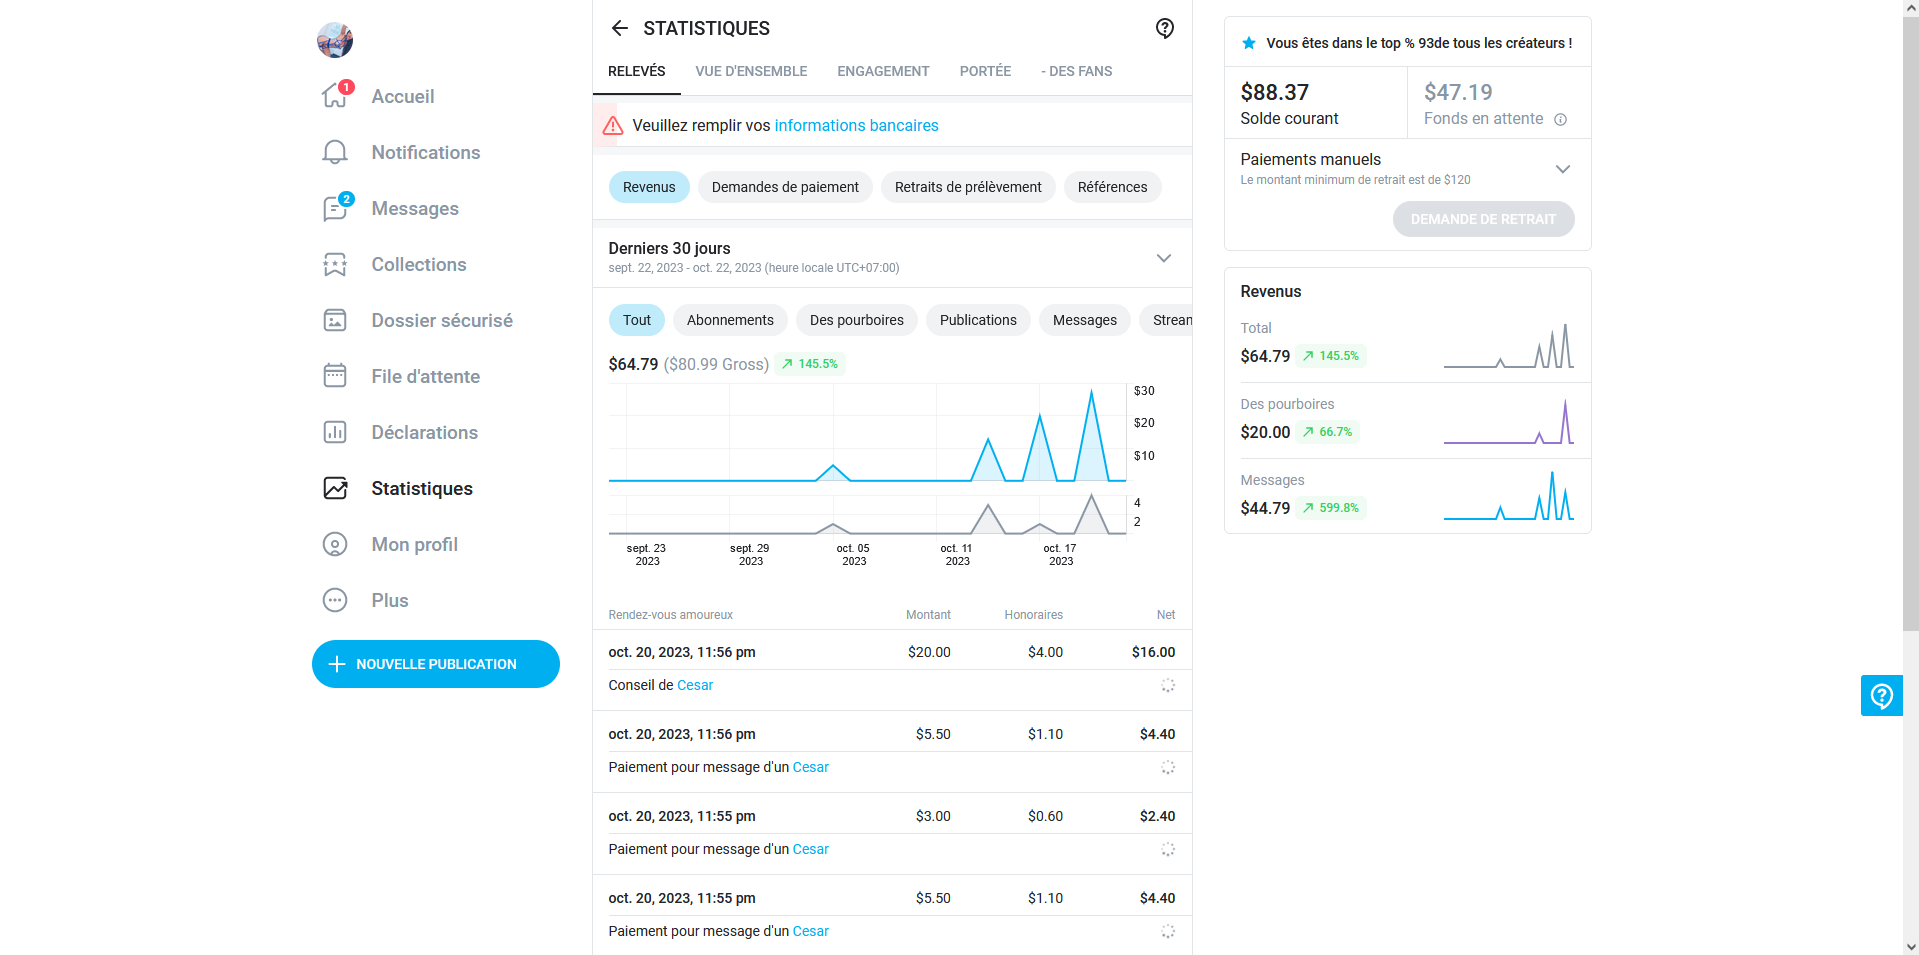 1
Accueil
Notifications
2
Messages
Collections
Dossier sécurisé
File d'attente
Déclarations
Statistiques
Mon profil
Plus
NOUVELLE PUBLICATION
STATISTIQUES
RELEVÉS VUE D'ENSEMBLE ENGAGEMENT PORTÉE - DES FANS
Veuillez remplir vos informations bancaires
Revenus Demandes de paiement Retraits de prélèvement Références
Derniers 30 jours
sept. 22, 2023 - oct. 22, 2023 (heure locale UTC+07:00)
Tout Abonnements Des pourboires Publications Messages Strean
$64.79 ($80.99 Gross) 145.5%
$30
$20
$10
4
2
sept. 23 sept. 29 oct. 05 oct. 11 oct. 17
2023 2023 2023 2023 2023
Rendez-vous amoureux Montant Honoraires Net
oct. 20, 2023, 11:56 pm $20.00 $4.00 $16.00
Conseil de Cesar
oct. 20, 2023, 11:56 pm $5.50 $1.10 $4.40
Paiement pour message d'un Cesar
oct. 20, 2023, 11:55 pm $3.00 $0.60 $2.40
Paiement pour message d'un Cesar
oct. 20, 2023, 11:55 pm $5.50 $1.10 $4.40
Paiement pour message d'un Cesar
Vous êtes dans le top % 93de tous les créateurs !
$88.37 $47.19
Solde courant Fonds en attente
Paiements manuels
Le montant minimum de retrait est de $120
DEMANDE DE RETRAIT
Revenus
Total
$64.79 145.5%
Des pourboires
$20.00 66.7%
Messages
$44.79 599.8%